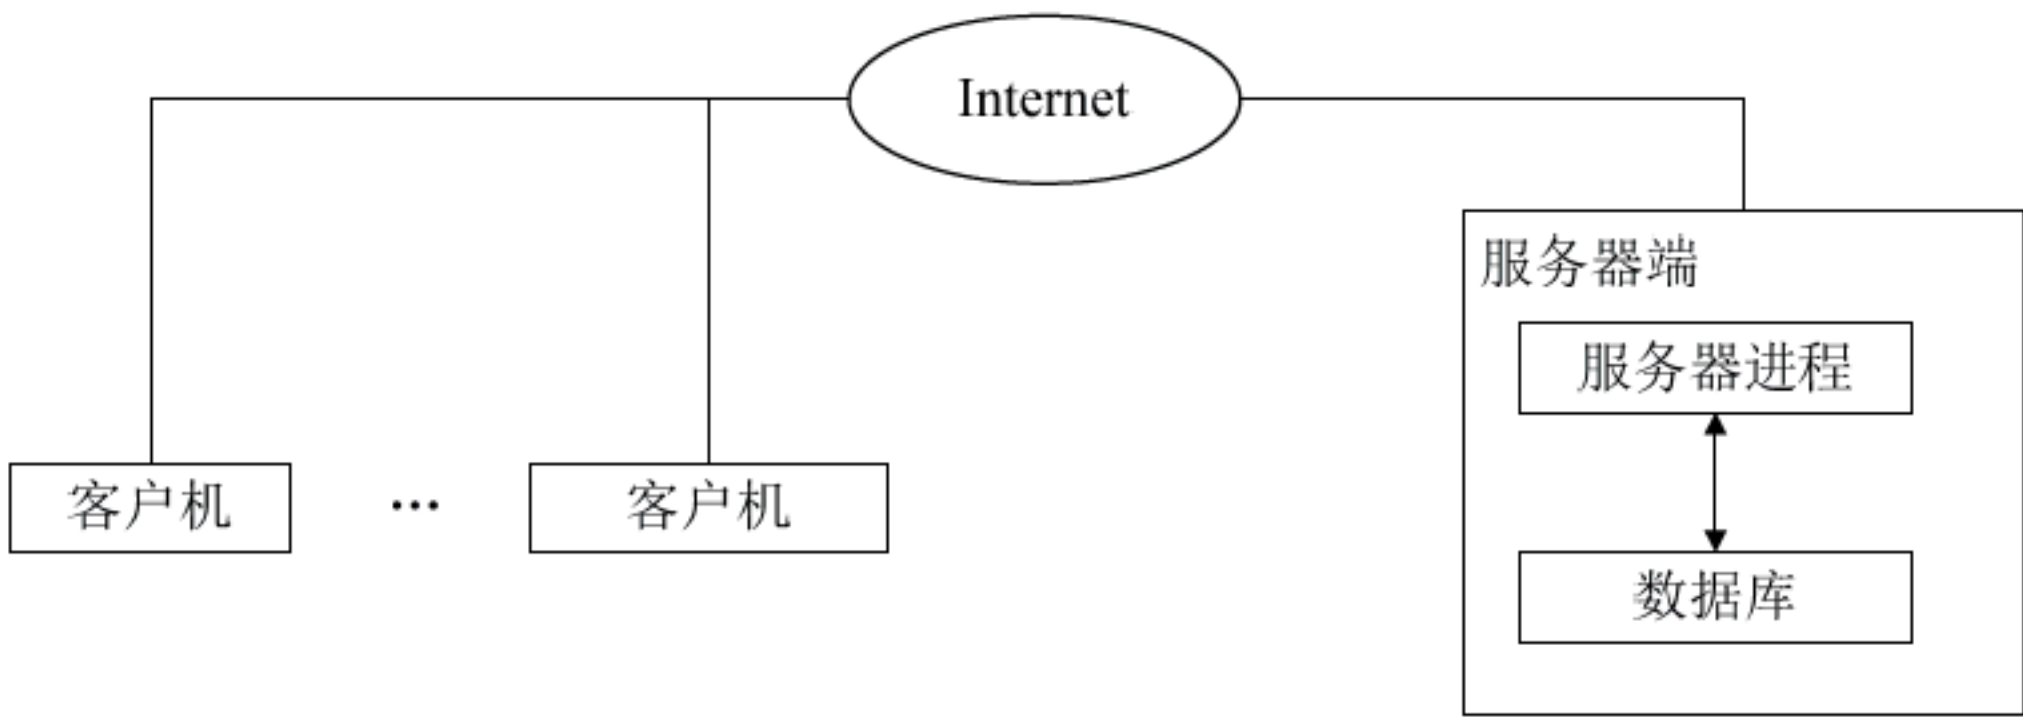 Internet
服务器端
服务器进程
客户机 ··· 客户机
数据库